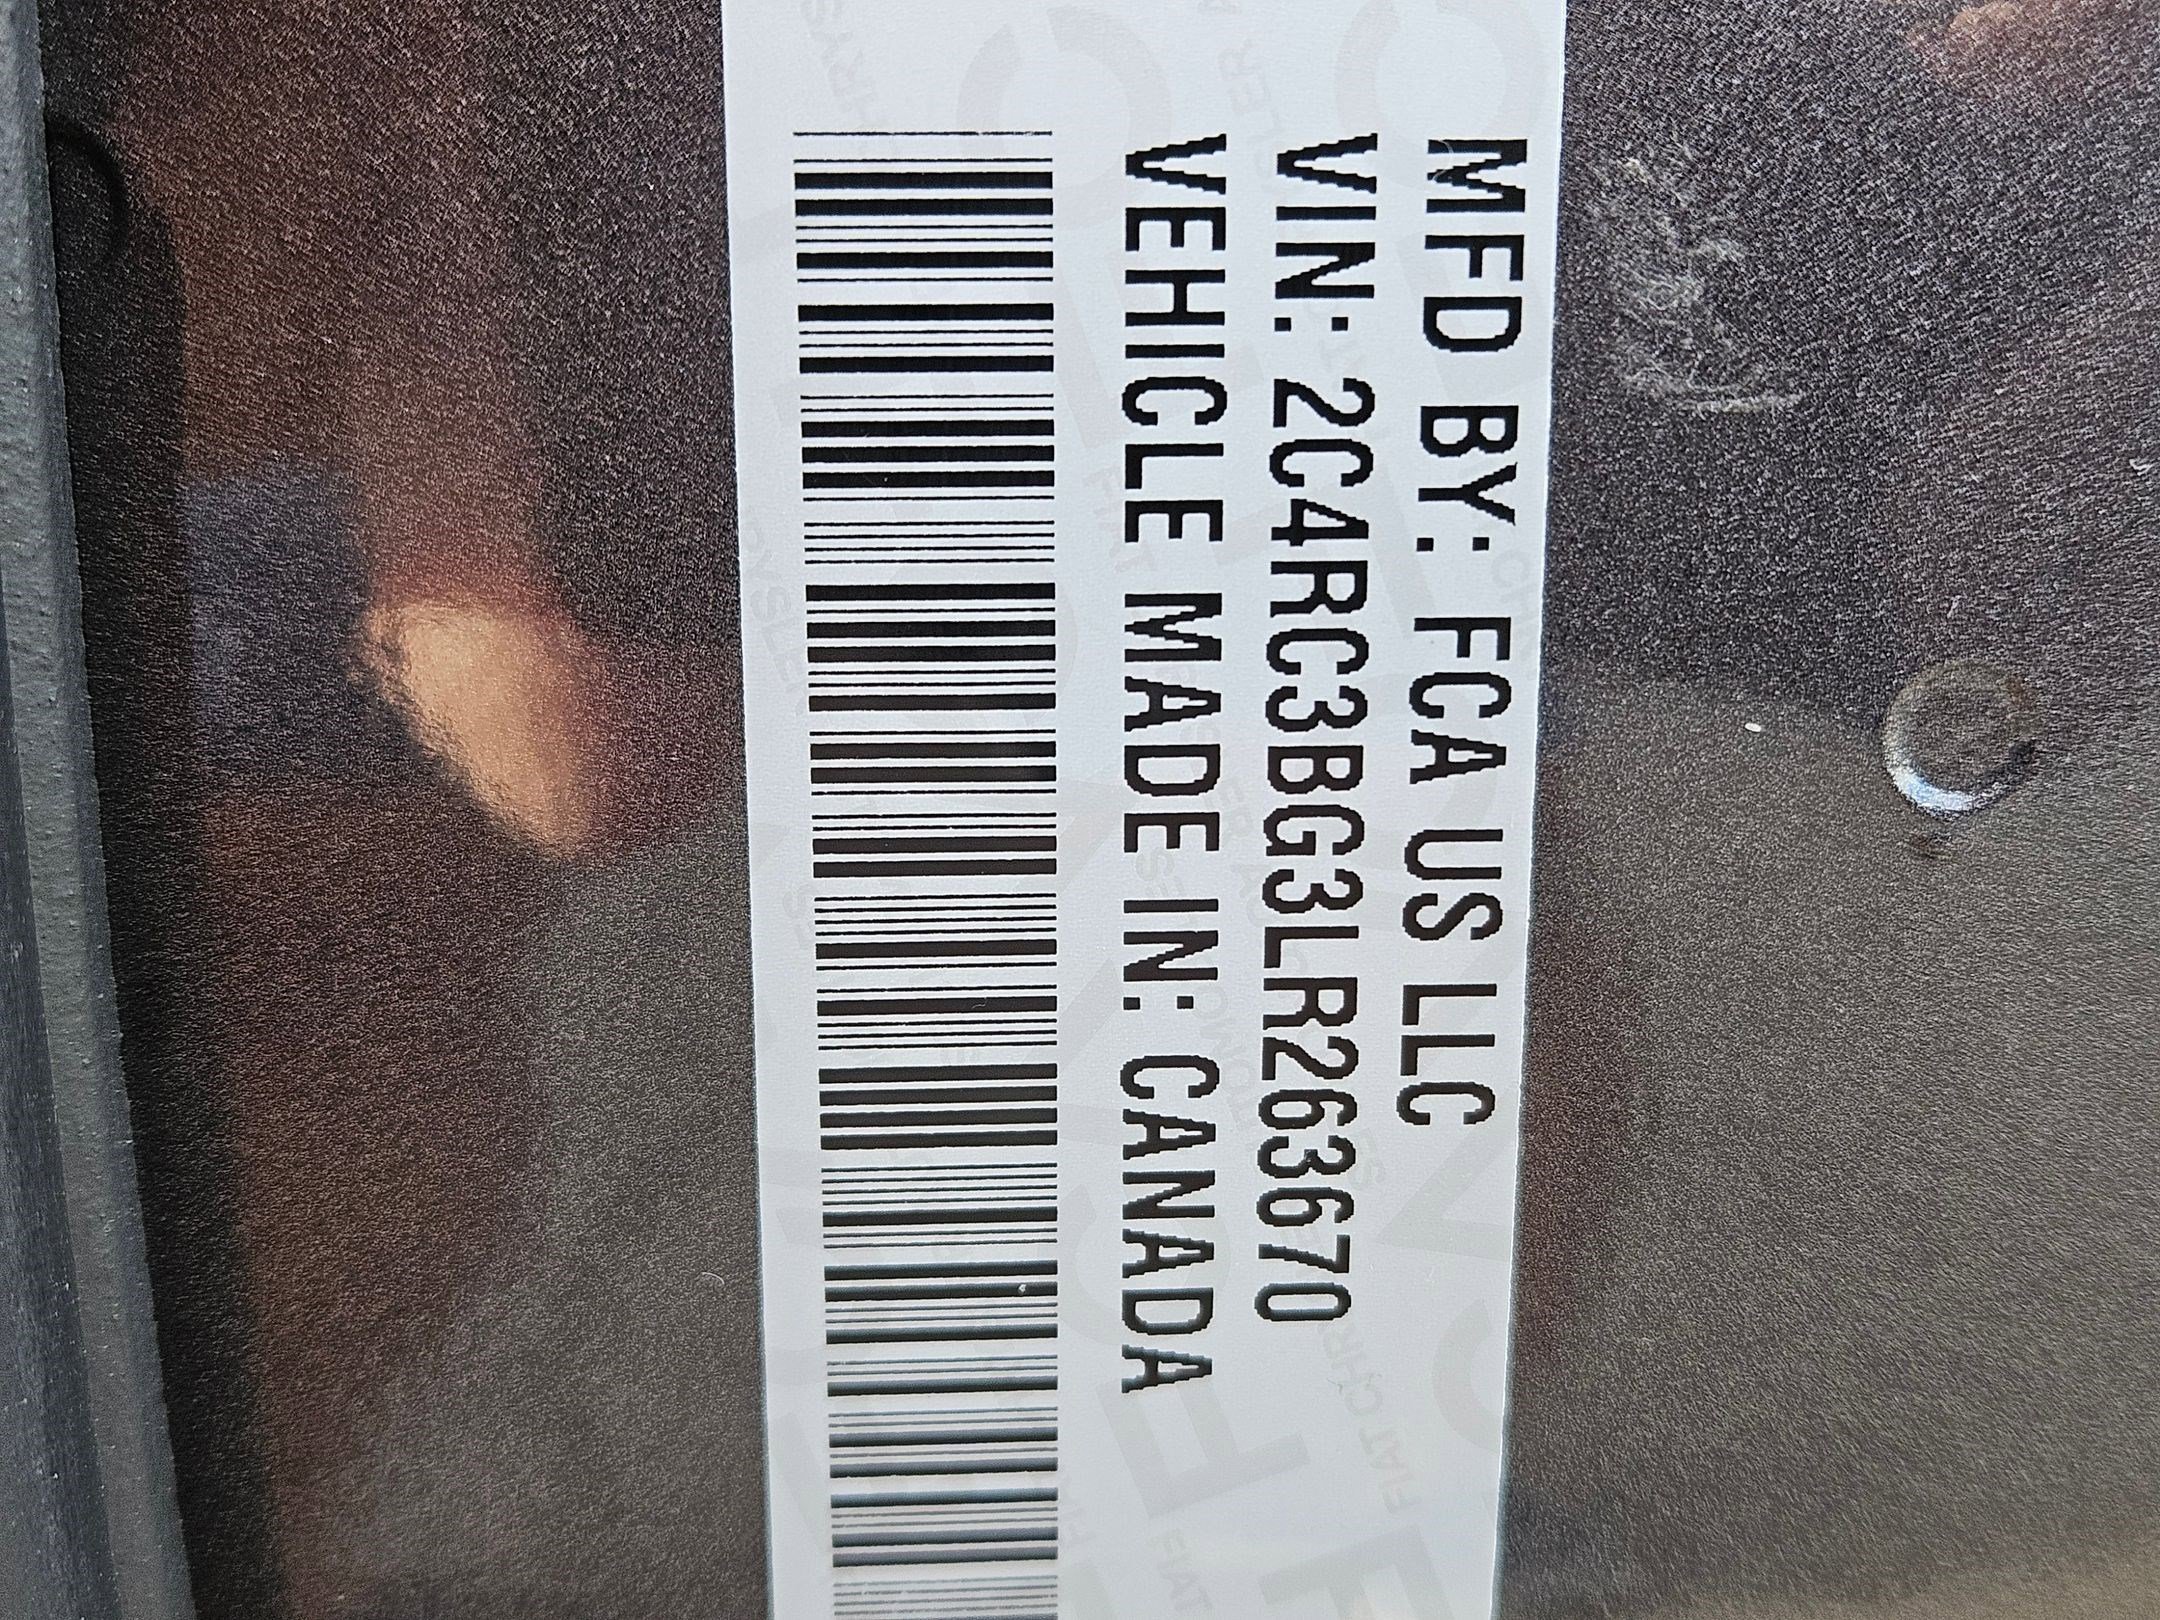 MFD BY: FCA US LLC
VIN: 2C4RC3BG3LR263670
VEHICLE MADE IN: CANADA